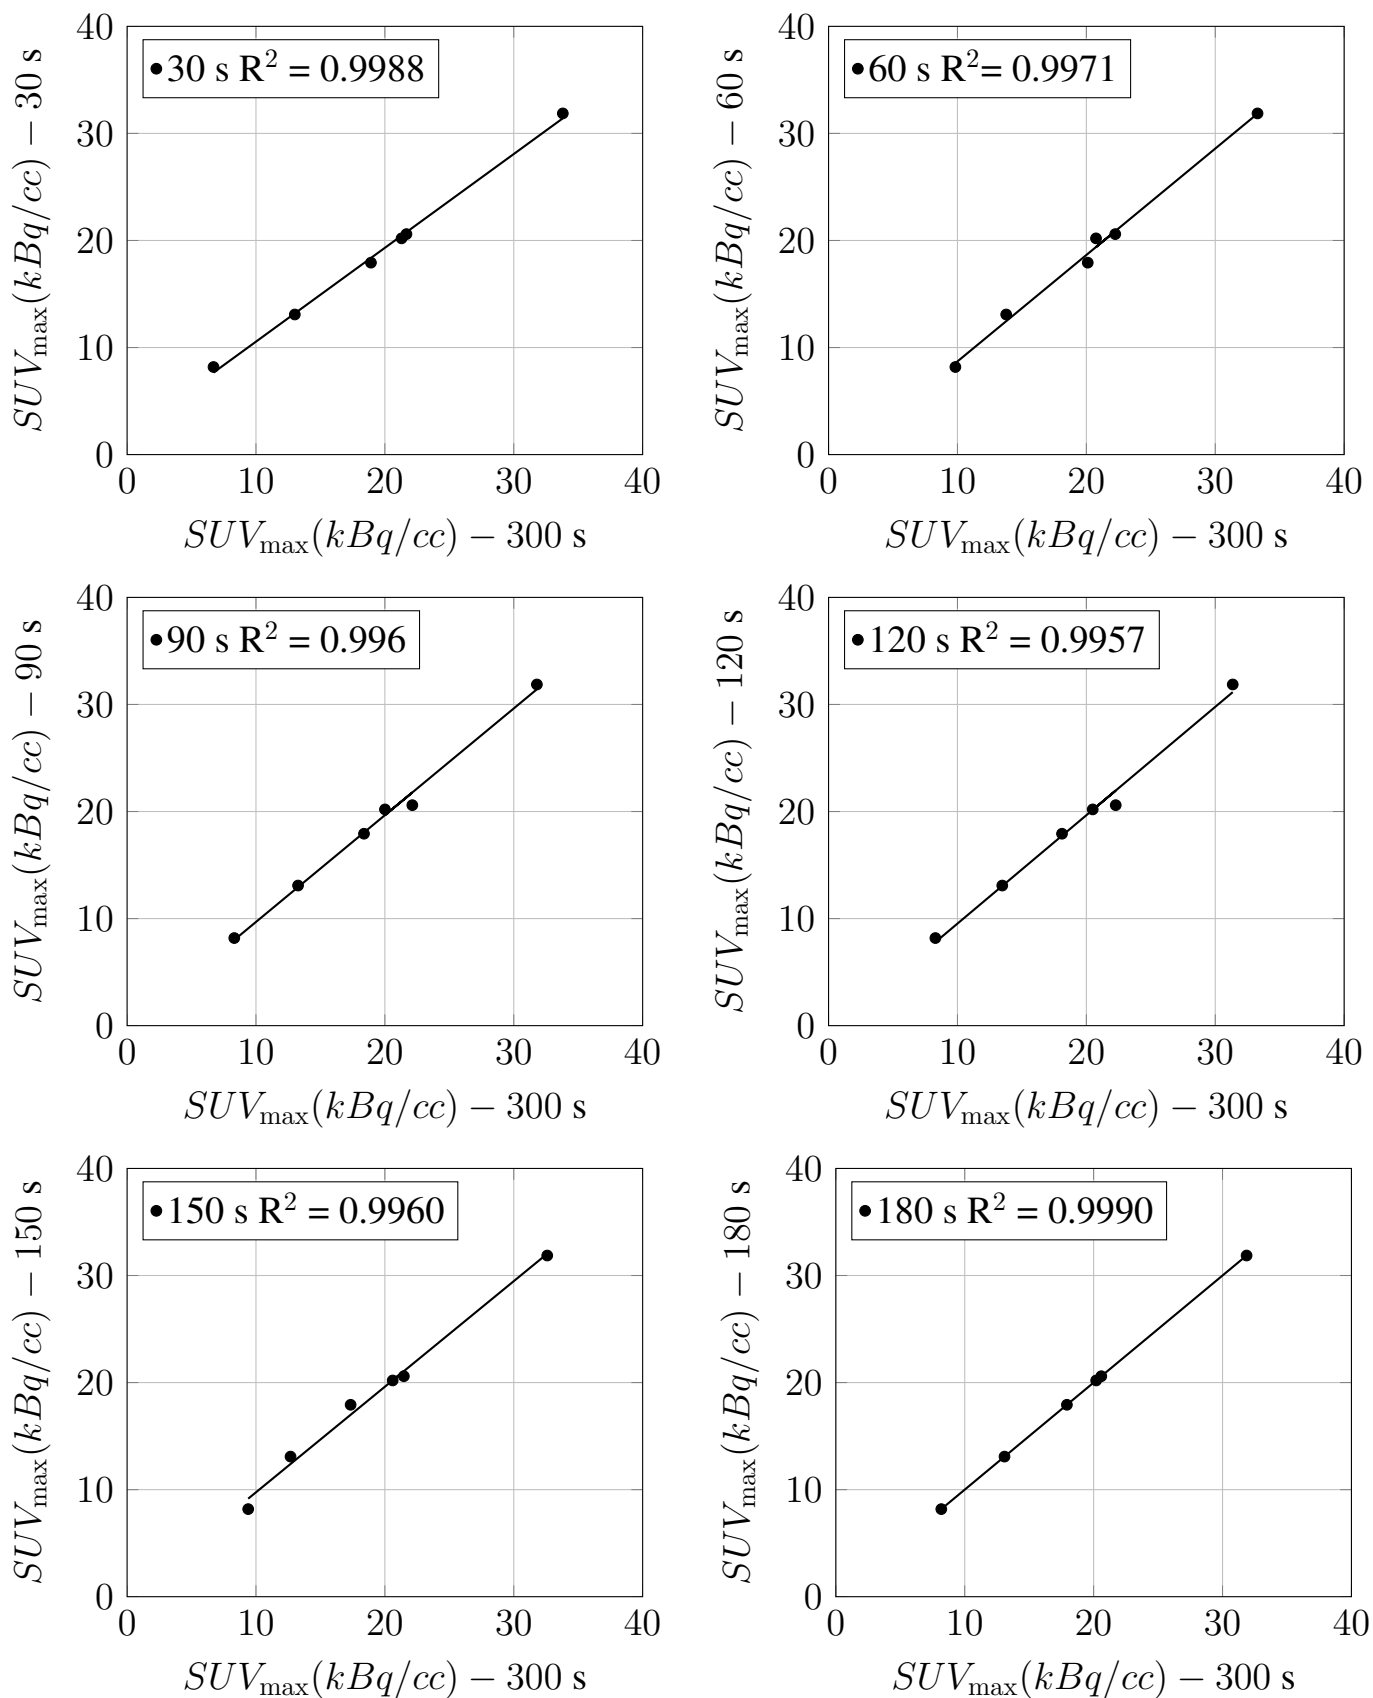 40
30
20
10
0
0 10 20 30 40
SUV_max(kBq/cc) − 30 s
SUV_max(kBq/cc) − 300 s
30 s R² = 0.9988
40
30
20
10
0
0 10 20 30 40
SUV_max(kBq/cc) − 60 s
SUV_max(kBq/cc) − 300 s
60 s R²= 0.9971
40
30
20
10
0
0 10 20 30 40
SUV_max(kBq/cc) − 90 s
SUV_max(kBq/cc) − 300 s
90 s R² = 0.996
40
30
20
10
0
0 10 20 30 40
SUV_max(kBq/cc) − 120 s
SUV_max(kBq/cc) − 300 s
120 s R² = 0.9957
40
30
20
10
0
0 10 20 30 40
SUV_max(kBq/cc) − 150 s
SUV_max(kBq/cc) − 300 s
150 s R² = 0.9960
40
30
20
10
0
0 10 20 30 40
SUV_max(kBq/cc) − 180 s
SUV_max(kBq/cc) − 300 s
180 s R² = 0.9990